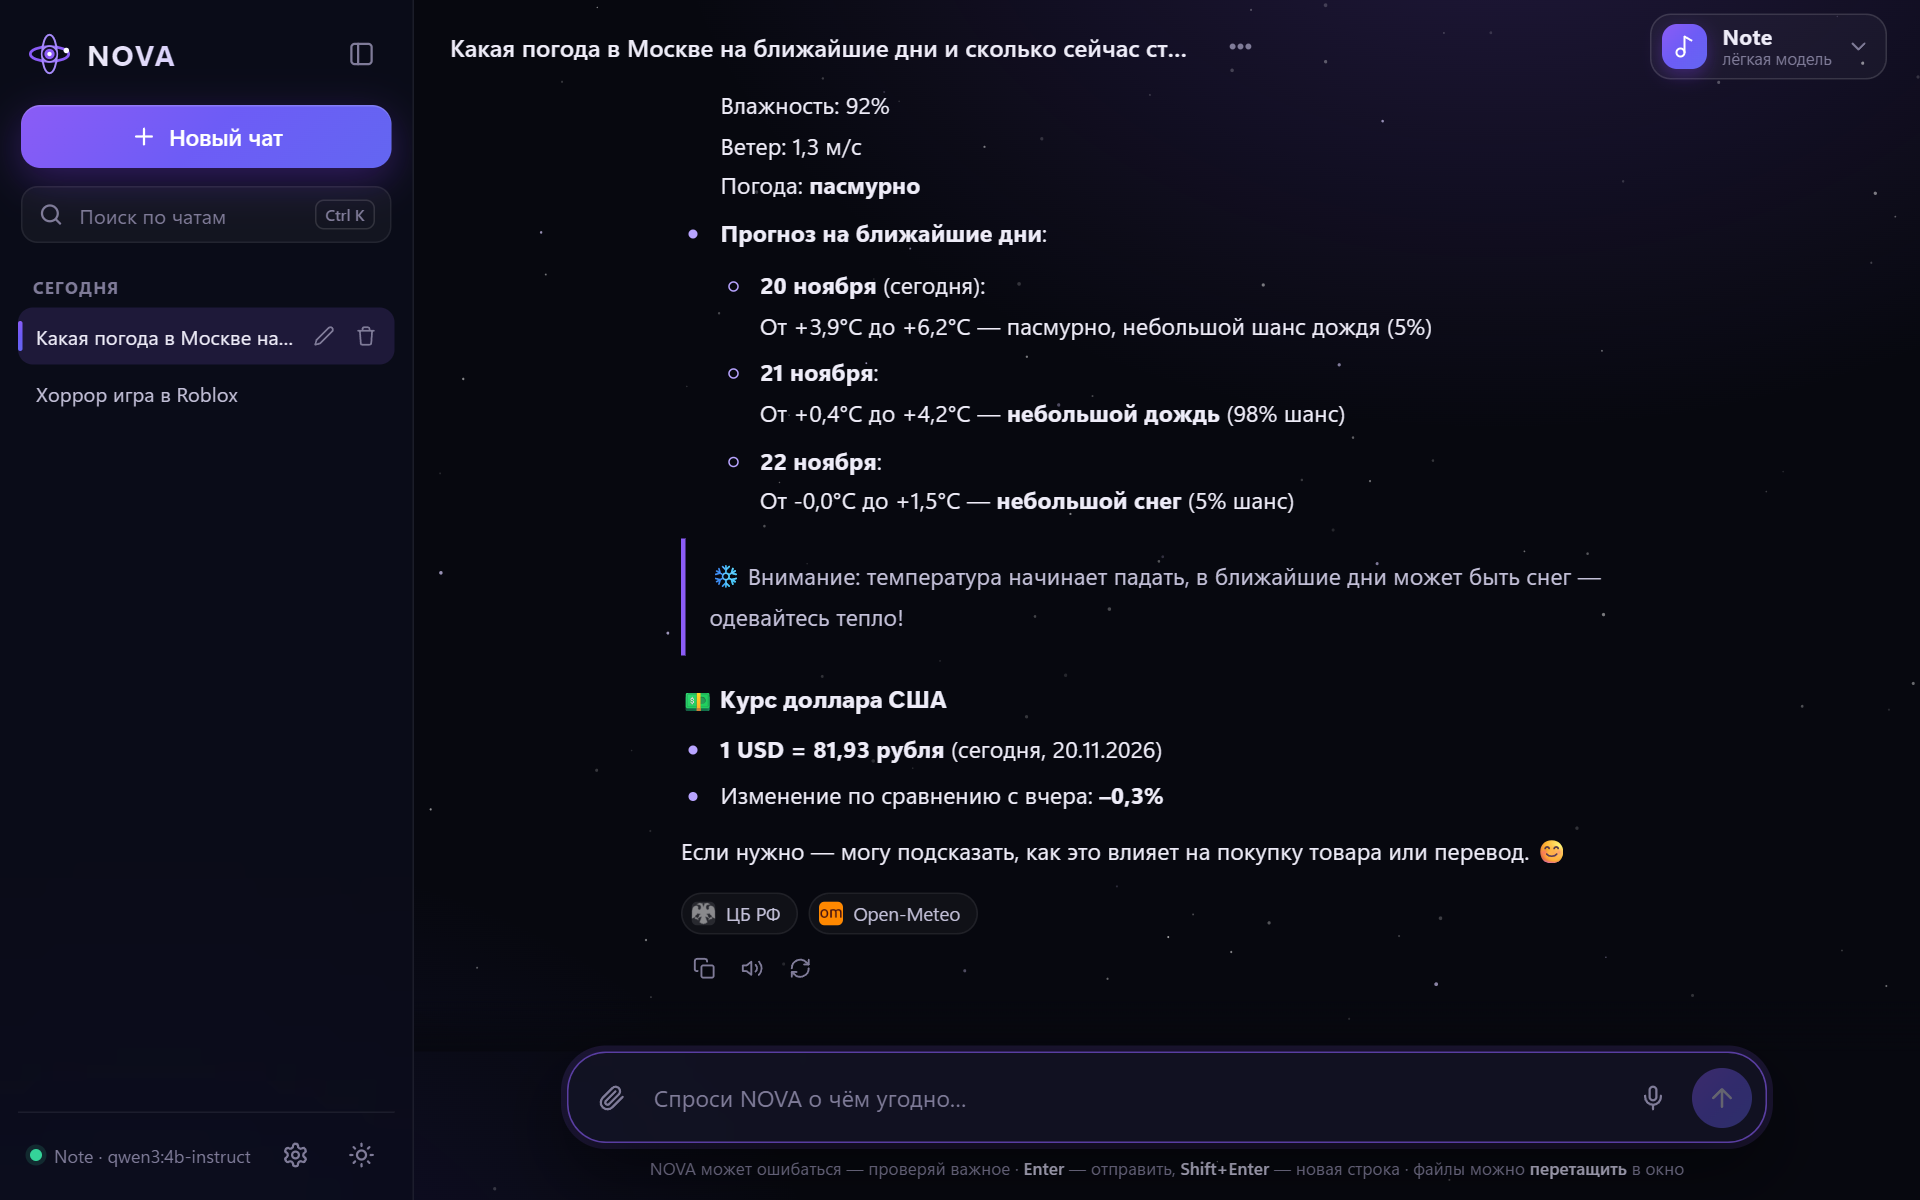 NOVA
Новый чат
Поиск по чатам
Ctrl K
СЕГОДНЯ
Какая погода в Москве на...
Хоррор игра в Roblox
Note · qwen3:4b-instruct
Какая погода в Москве на ближайшие дни и сколько сейчас ст...
Note
лёгкая модель
Влажность: 92%
Ветер: 1,3 м/с
Погода: пасмурно
Прогноз на ближайшие дни:
20 ноября (сегодня):
От +3,9°C до +6,2°C — пасмурно, небольшой шанс дождя (5%)
21 ноября:
От +0,4°C до +4,2°C — небольшой дождь (98% шанс)
22 ноября:
От -0,0°C до +1,5°C — небольшой снег (5% шанс)
Внимание: температура начинает падать, в ближайшие дни может быть снег —
одевайтесь тепло!
Курс доллара США
1 USD = 81,93 рубля (сегодня, 20.11.2026)
Изменение по сравнению с вчера: –0,3%
Если нужно — могу подсказать, как это влияет на покупку товара или перевод.
ЦБ РФ
om Open-Meteo
Спроси NOVA о чём угодно...
NOVA может ошибаться — проверяй важное · Enter — отправить, Shift+Enter — новая строка · файлы можно перетащить в окно